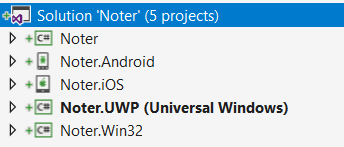 Solution 'Noter' (5 projects)
C# Noter
Noter.Android
Noter.iOS
C# Noter.UWP (Universal Windows)
C# Noter.Win32